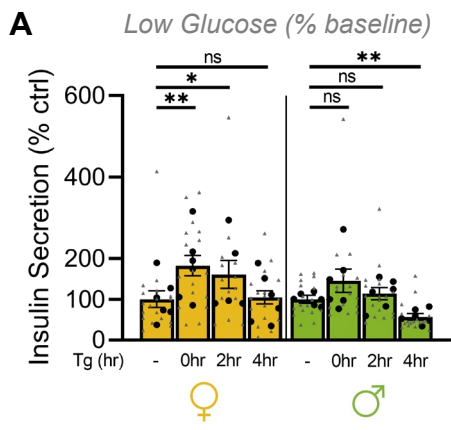 A
Low Glucose (% baseline)
ns
**
*
ns
**
ns
Insulin Secretion (% ctrl)
600
400
200
100
0
Tg (hr)
-
0hr
2hr
4hr
-
0hr
2hr
4hr
♀
♂